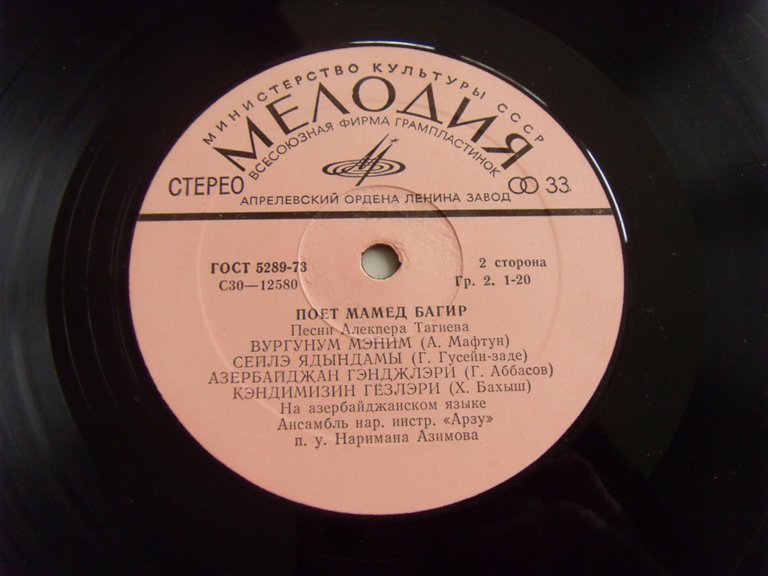 МИНИСТЕРСТВО КУЛЬТУРЫ СССР
МЕЛОДИЯ
ВСЕСОЮЗНАЯ ФИРМА ГРАМПЛАСТИНОК
СТЕРЕО
33
АПРЕЛЕВСКИЙ ОРДЕНА ЛЕНИНА ЗАВОД
ГОСТ 5289-73
2 сторона
С30—12580
Гр. 2. 1-20
ПОЕТ МАМЕД БАГИР
Песни Алекпера Тагиева
ВУРГУНУМ МЭНИМ (А. Мафтун)
СЕЙЛЭ ЯДЫНДАМЫ (Г. Гусейн-заде)
АЗЕРБАЙДЖАН ГЭНДЖЛЭРИ (Г. Аббасов)
КЭНДИМИЗИН ГЕЗЛЭРИ (Х. Бахыш)
На азербайджанском языке
Ансамбль нар. инстр. «Арзу»
п. у. Наримана Азимова